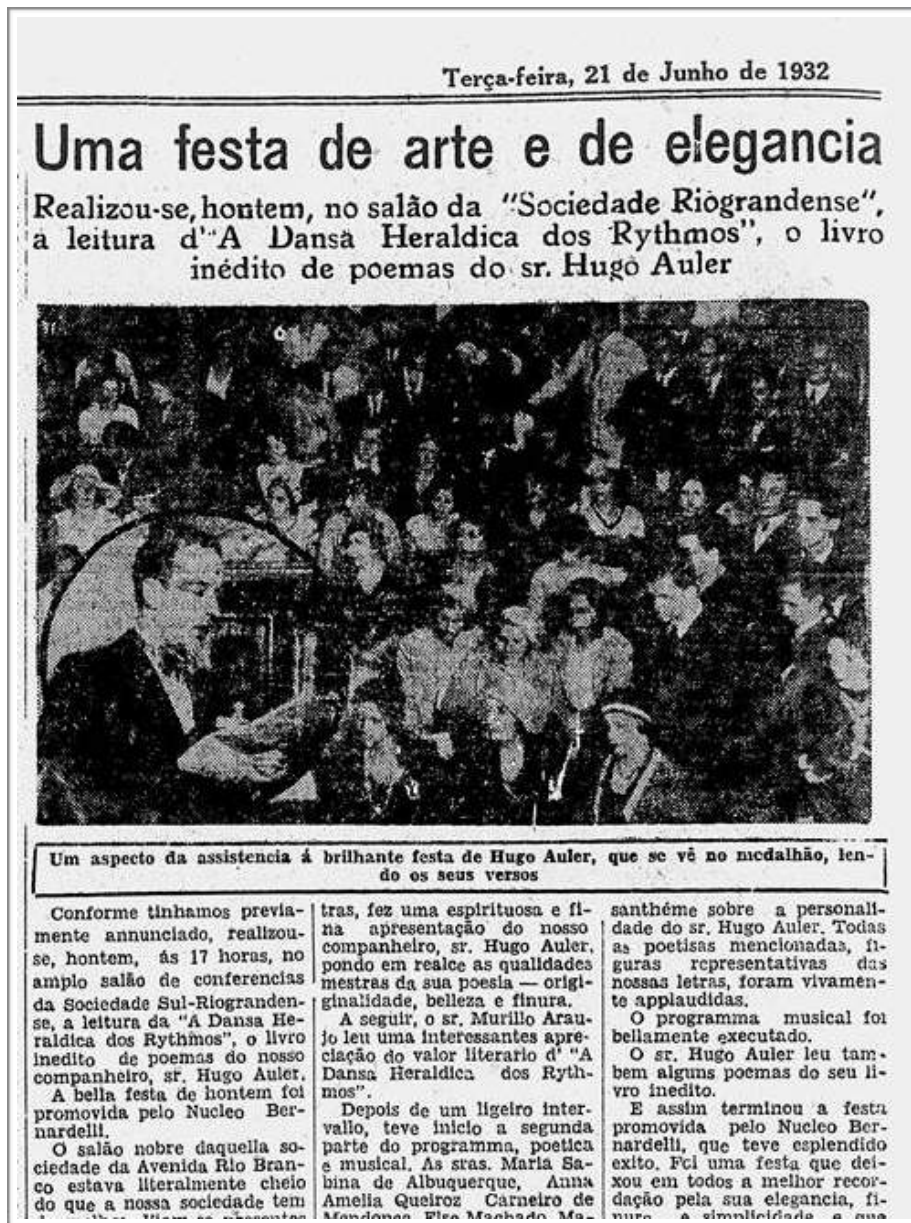 Terça-feira, 21 de Junho de 1932
Uma festa de arte e de elegancia
Realizou-se, hontem, no salão da "Sociedade Riograndense",
a leitura d'"A Dansa Heraldica dos Rythmos", o livro
inédito de poemas do sr. Hugo Auler
Um aspecto da assistencia á brilhante festa de Hugo Auler, que se vê no medalhão, len-
do os seus versos
Conforme tinhamos previa-
mente annunciado, realizou-
se, hontem, ás 17 horas, no
amplo salão de conferencias
da Sociedade Sul-Riogranden-
se, a leitura da "A Dansa He-
raldica dos Rythmos", o livro
inedito de poemas do nosso
companheiro, sr. Hugo Auler.
A bella festa de hontem foi
promovida pelo Nucleo Ber-
nardelli.
O salão nobre daquella so-
ciedade da Avenida Rio Bran-
co estava literalmente cheio
do que a nossa sociedade tem
tras, fez uma espirituosa e fi-
na apresentação do nosso
companheiro, sr. Hugo Auler,
pondo em realce as qualidades
mestras da sua poesia — origi-
ginalidade, belleza e finura.
A seguir, o sr. Murillo Arau-
jo leu uma interessantes apre-
ciação do valor literario d' "A
Dansa Heraldica dos Ryth-
mos".
Depois de um ligeiro inter-
vallo, teve inicio a segunda
parte do programma, poetica
e musical. As sras. Maria Sa-
bina de Albuquerque, Anna
Amelia Queiroz Carneiro de
Mendonça, Else Machado, Ma-
santhéme sobre a personali-
dade do sr. Hugo Auler. Todas
as poetisas mencionadas, fi-
guras representativas das
nossas letras, foram vivamen-
te applaudidas.
O programma musical foi
bellamente executado.
O sr. Hugo Auler leu tam-
bem alguns poemas do seu li-
vro inedito.
E assim terminou a festa
promovida pelo Nucleo Ber-
nardelli, que teve esplendido
exito. Foi uma festa que dei-
xou em todos a melhor recor-
dação pela sua elegancia, fi-
nura, e simplicidade e que